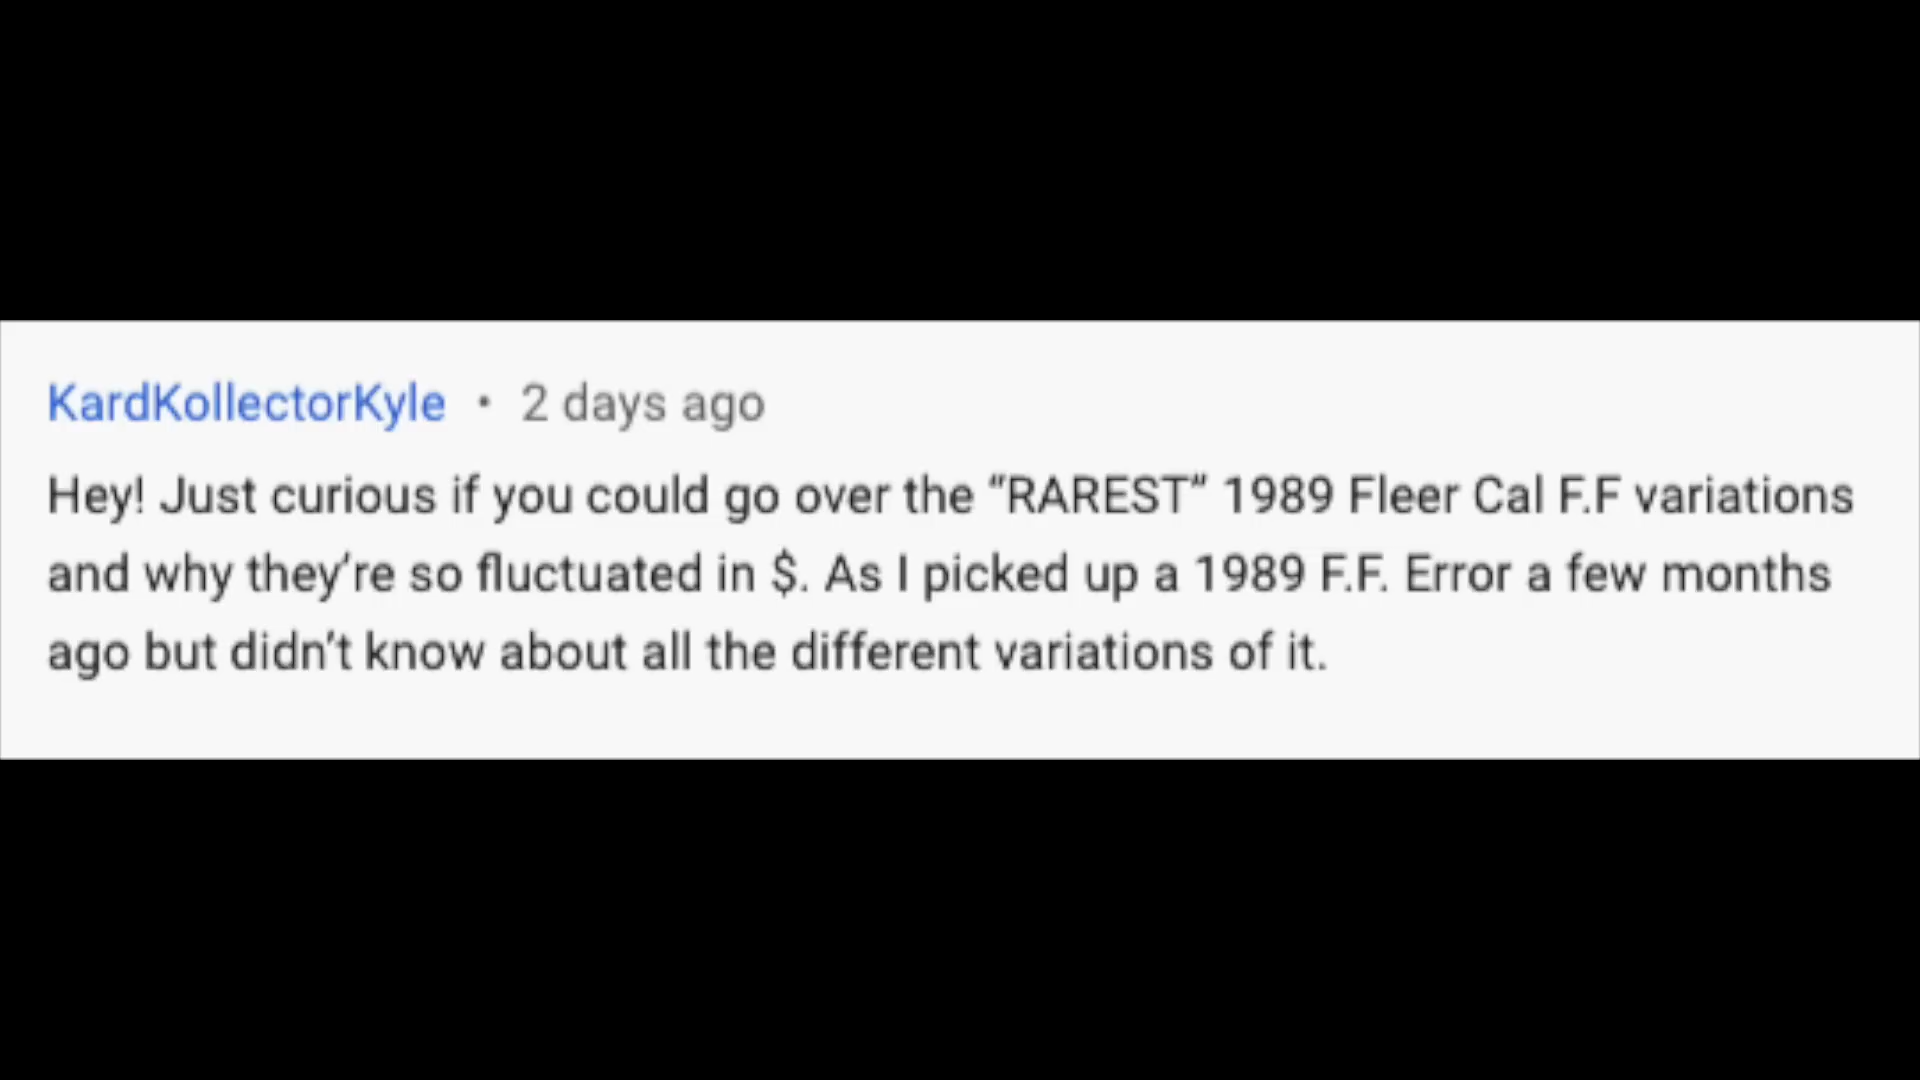 KardKollectorKyle • 2 days ago
Hey! Just curious if you could go over the “RAREST” 1989 Fleer Cal F.F variations
and why they’re so fluctuated in $. As I picked up a 1989 F.F. Error a few months
ago but didn’t know about all the different variations of it.